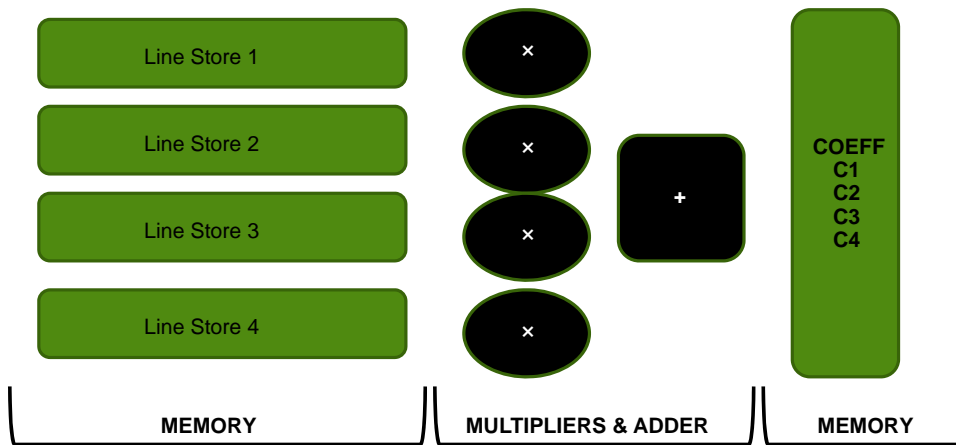 Line Store 1
×
Line Store 2
×
Line Store 3
×
Line Store 4
×
+
COEFF
C1
C2
C3
C4
MEMORY
MULTIPLIERS & ADDER
MEMORY